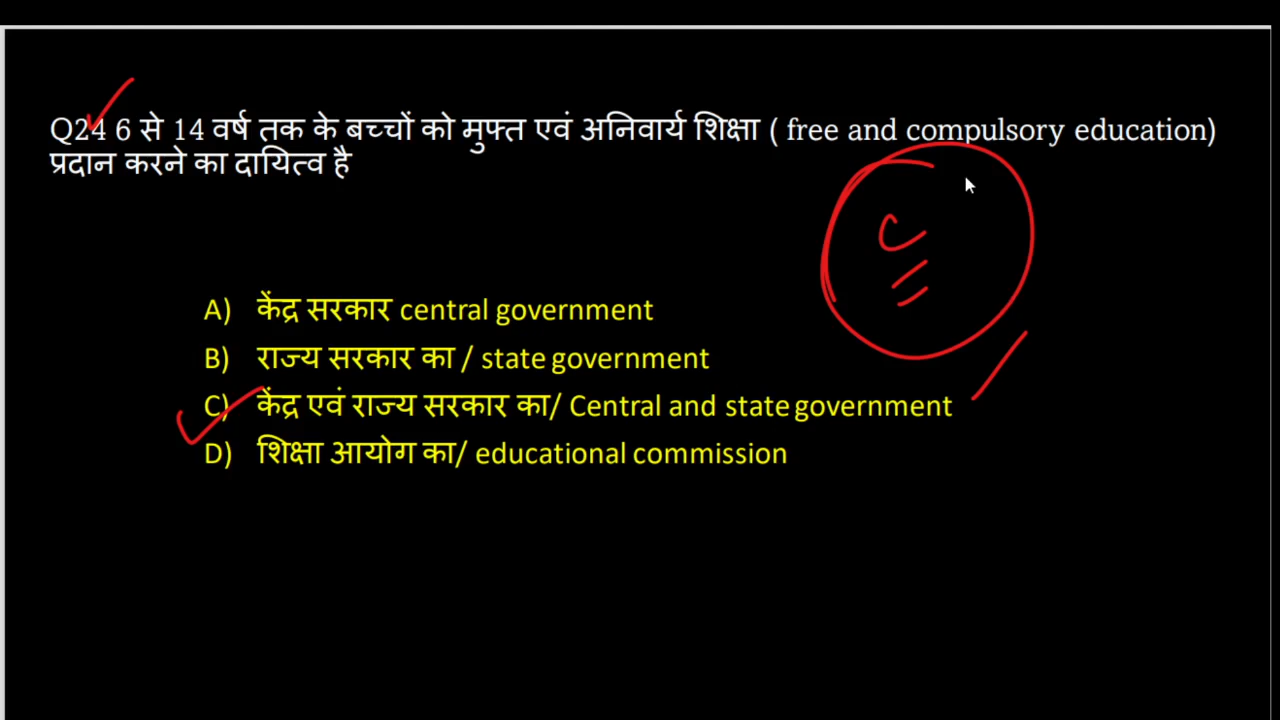 Q24 6 से 14 वर्ष तक के बच्चों को मुफ्त एवं अनिवार्य शिक्षा ( free and compulsory education)
प्रदान करने का दायित्व है
C
A) केंद्र सरकार central government
B) राज्य सरकार का / state government
C) केंद्र एवं राज्य सरकार का/ Central and state government
D) शिक्षा आयोग का/ educational commission